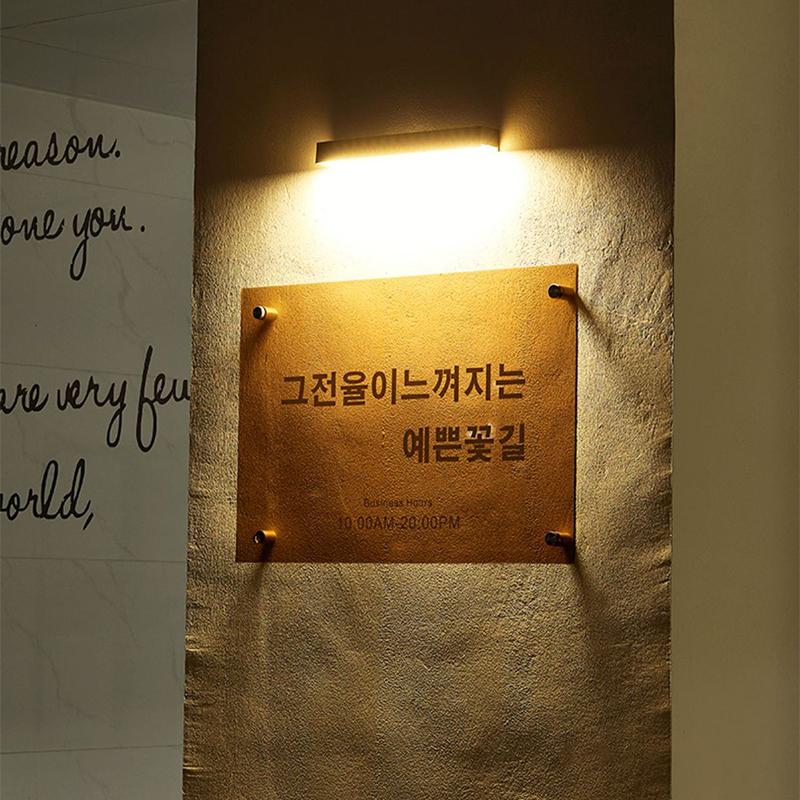 reason.
one you.
are very few
world,
그전율이느껴지는
예쁜꽃길
Business Hours
10:00AM-20:00PM